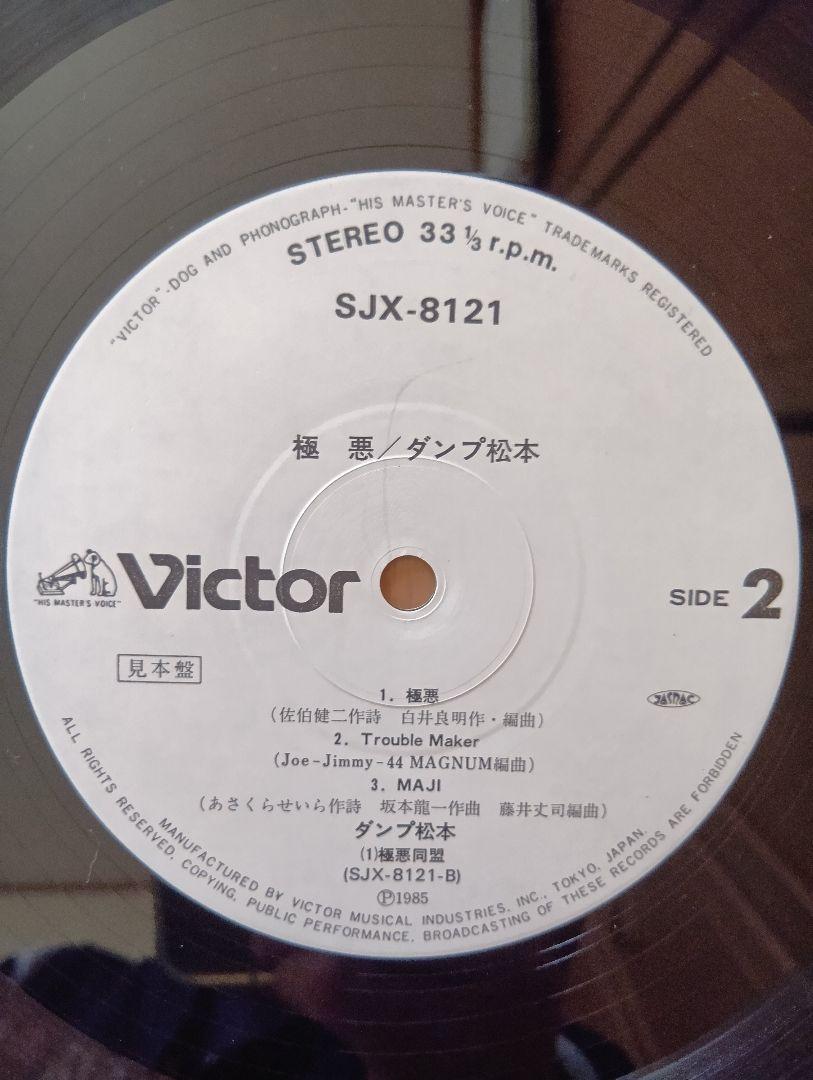 "VICTOR"-DOG AND PHONOGRAPH-"HIS MASTER'S VOICE" TRADEMARKS REGISTERED
STEREO 33 1/3 r.p.m.
SJX-8121
極 悪/ダンプ松本
"HIS MASTER'S VOICE"
Victor
SIDE 2
見本盤
JASRAC
1. 極悪
(佐伯健二作詩 白井良明作・編曲)
2. Trouble Maker
(Joe-Jimmy-44 MAGNUM編曲)
3. MAJI
(あさくらせいら作詩 坂本龍一作曲 藤井丈司編曲)
ダンプ松本
(1)極悪同盟
(SJX-8121-B)
Ⓟ1985
MANUFACTURED BY VICTOR MUSICAL INDUSTRIES, INC., TOKYO, JAPAN.
ALL RIGHTS RESERVED, COPYING, PUBLIC PERFORMANCE, BROADCASTING OF THESE RECORDS ARE FORBIDDEN